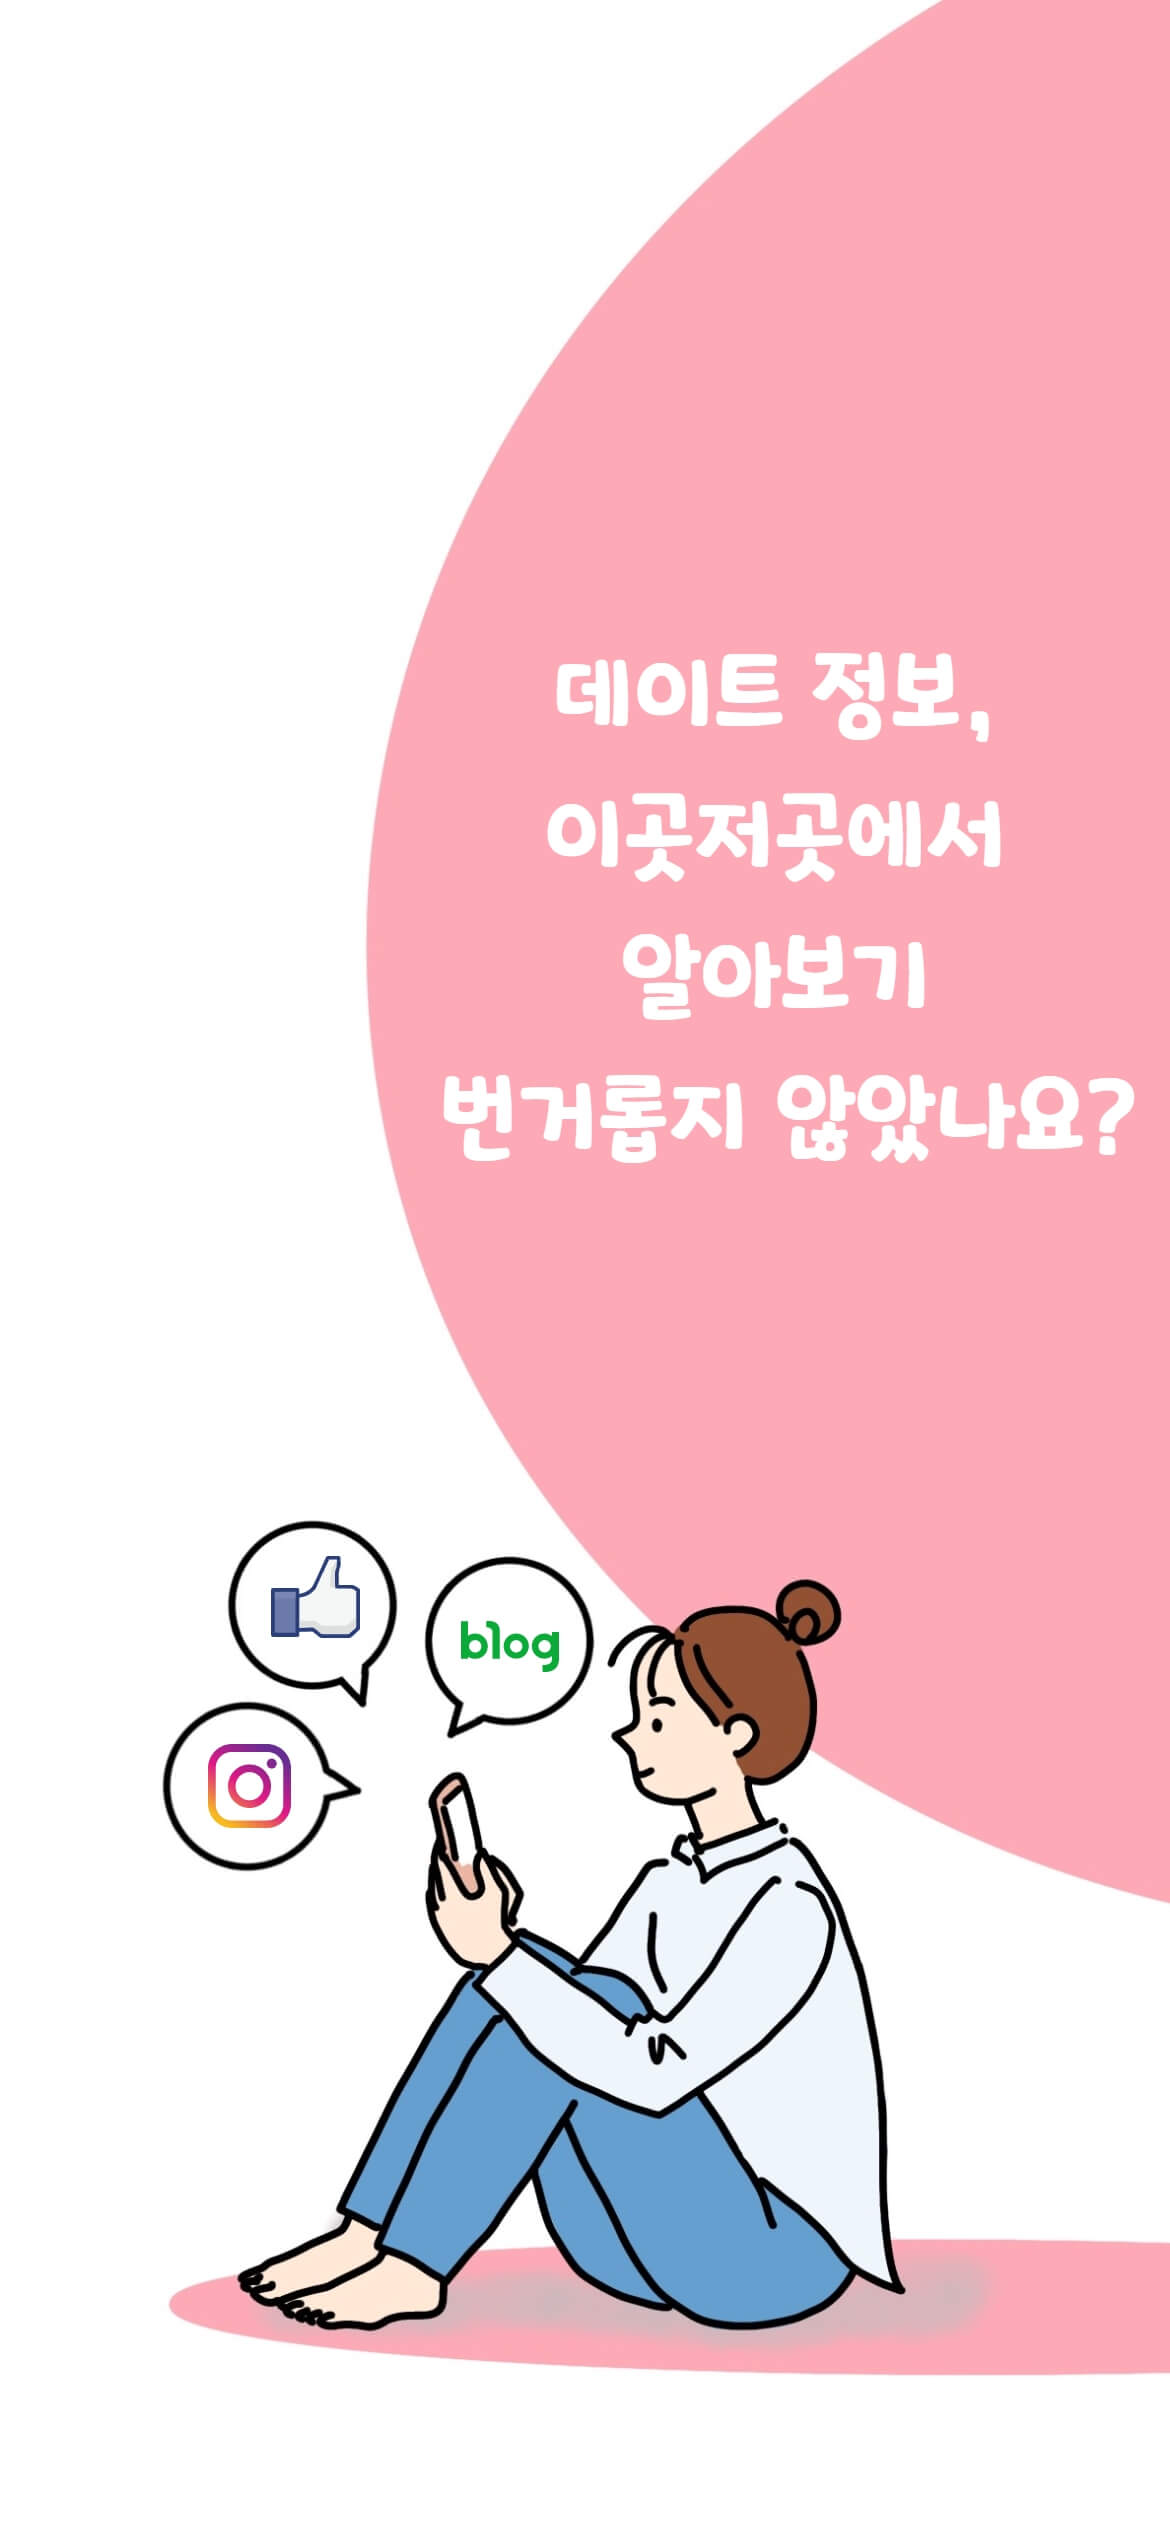 데이트 정보,
이곳저곳에서
알아보기
번거롭지 않았나요?
blog